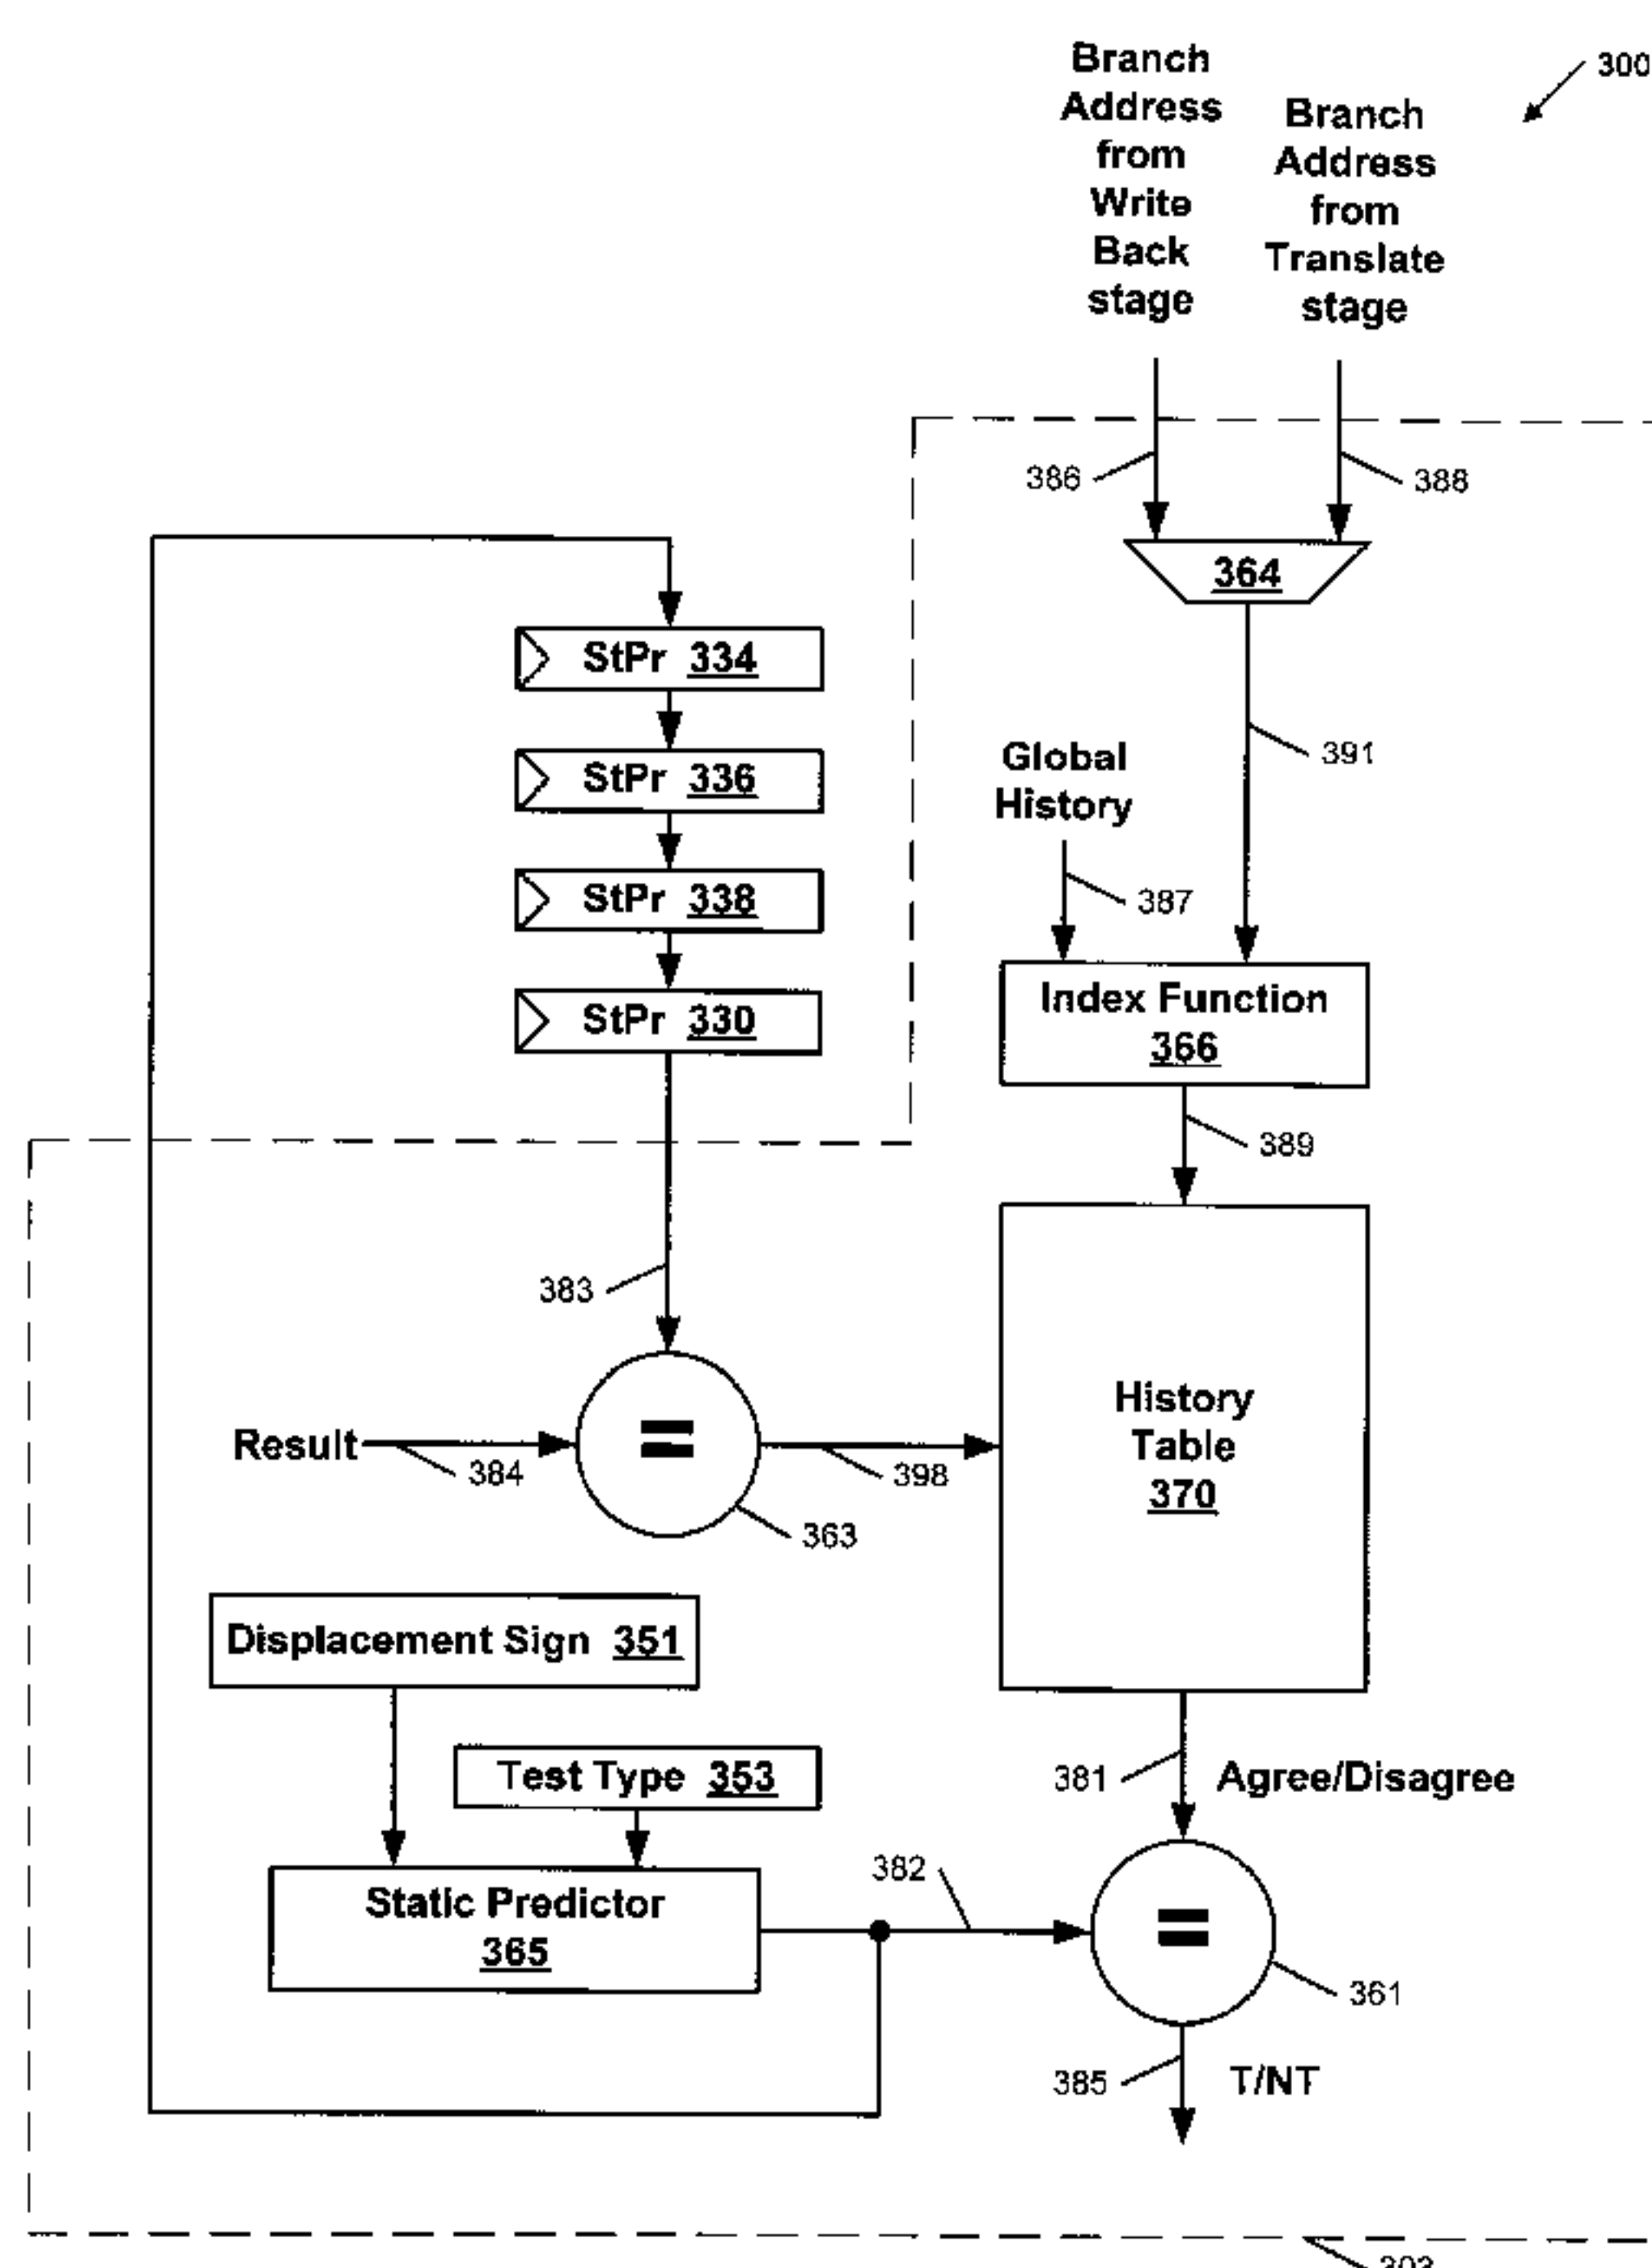 Branch
Address
from
Write
Back
stage
Branch
Address
from
Translate
stage
300
386
388
364
StPr 334
391
Global
History
StPr 336
387
StPr 338
StPr 330
Index Function
366
389
383
History
Table
370
Result
384
398
363
Displacement Sign 351
Test Type 353
381
Agree/Disagree
382
Static Predictor
365
361
385
T/NT